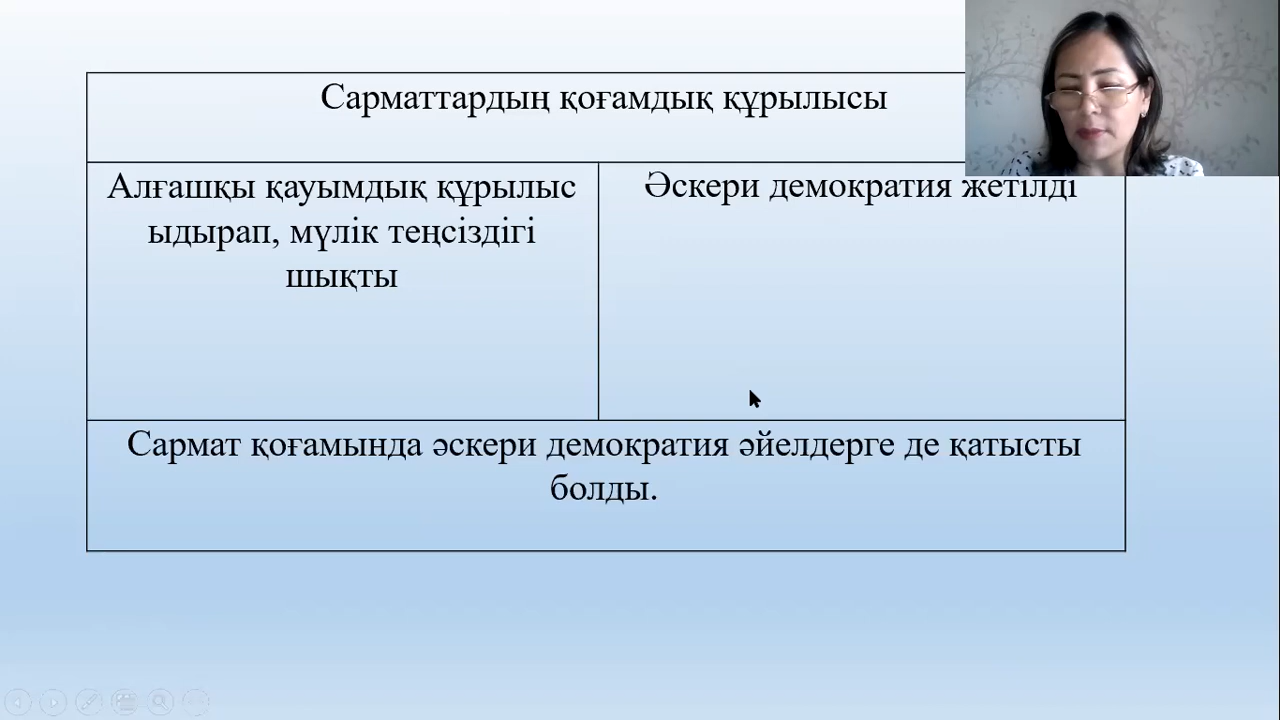 Сарматтардың қоғамдық құрылысы
Алғашқы қауымдық құрылыс
ыдырап, мүлік теңсіздігі
шықты
Әскери демократия жетілді
Сармат қоғамында әскери демократия әйелдерге де қатысты
болды.